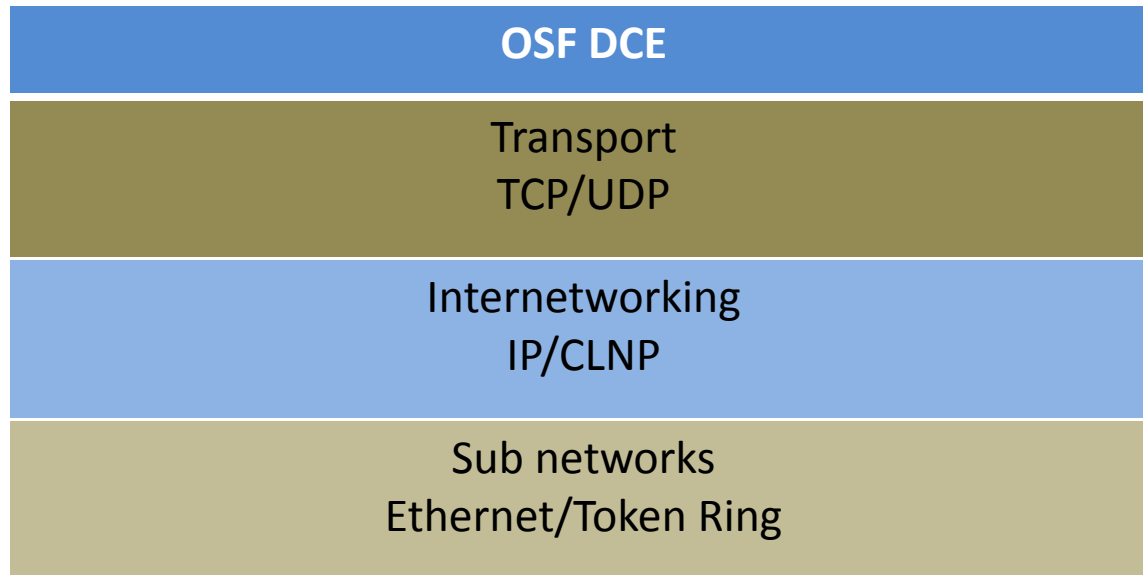 OSF DCE
Transport
TCP/UDP
Internetworking
IP/CLNP
Sub networks
Ethernet/Token Ring